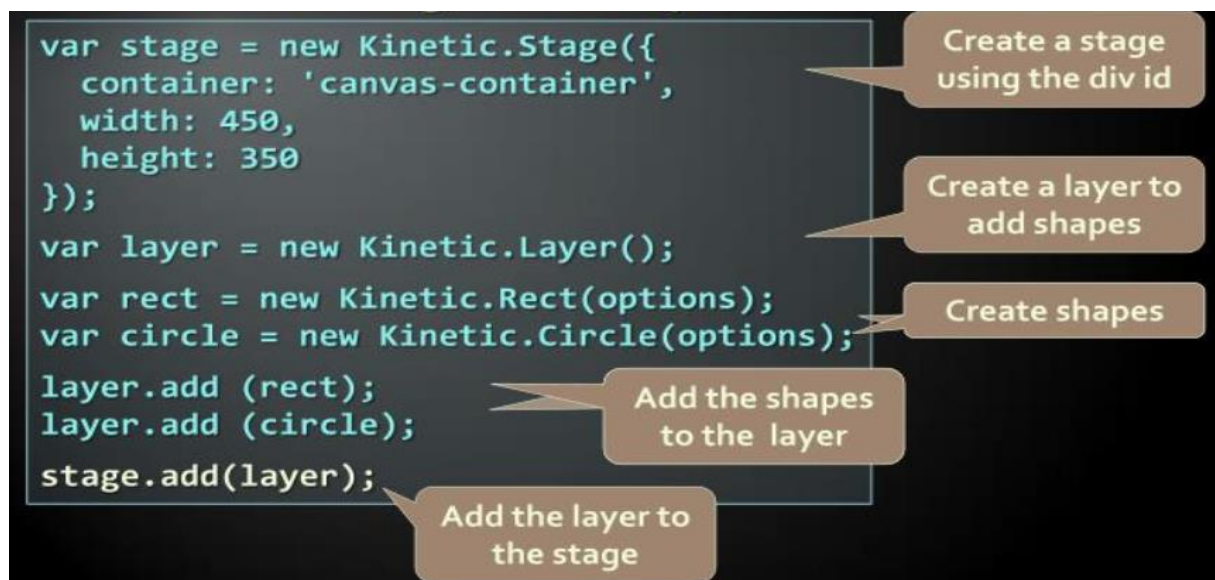 var stage = new Kinetic.Stage({
container: 'canvas-container',
width: 450,
height: 350
});
Create a stage
using the div id
var layer = new Kinetic.Layer();
Create a layer to
add shapes
var rect = new Kinetic.Rect(options);
var circle = new Kinetic.Circle(options);
Create shapes
layer.add (rect);
layer.add (circle);
Add the shapes
to the layer
stage.add(layer);
Add the layer to
the stage